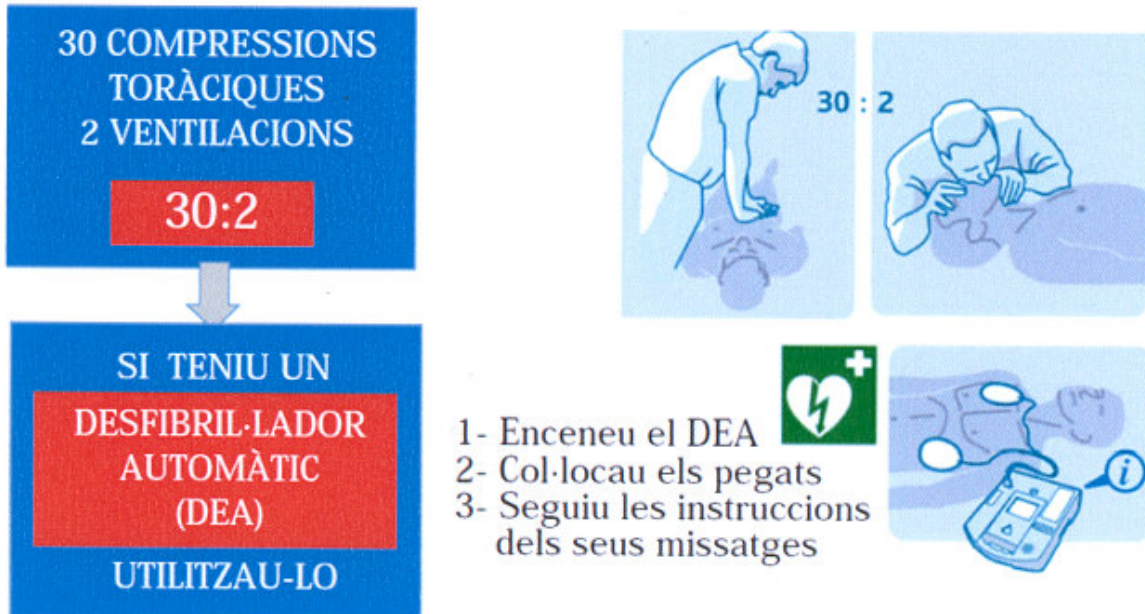 30 COMPRESSIONS
TORÀCIQUES
2 VENTILACIONS
30:2
30 : 2
SI TENIU UN
DESFIBRIL·LADOR
AUTOMÀTIC
(DEA)
UTILITZAU-LO
1- Enceneu el DEA
2- Col·locau els pegats
3- Seguiu les instruccions
dels seus missatges
i